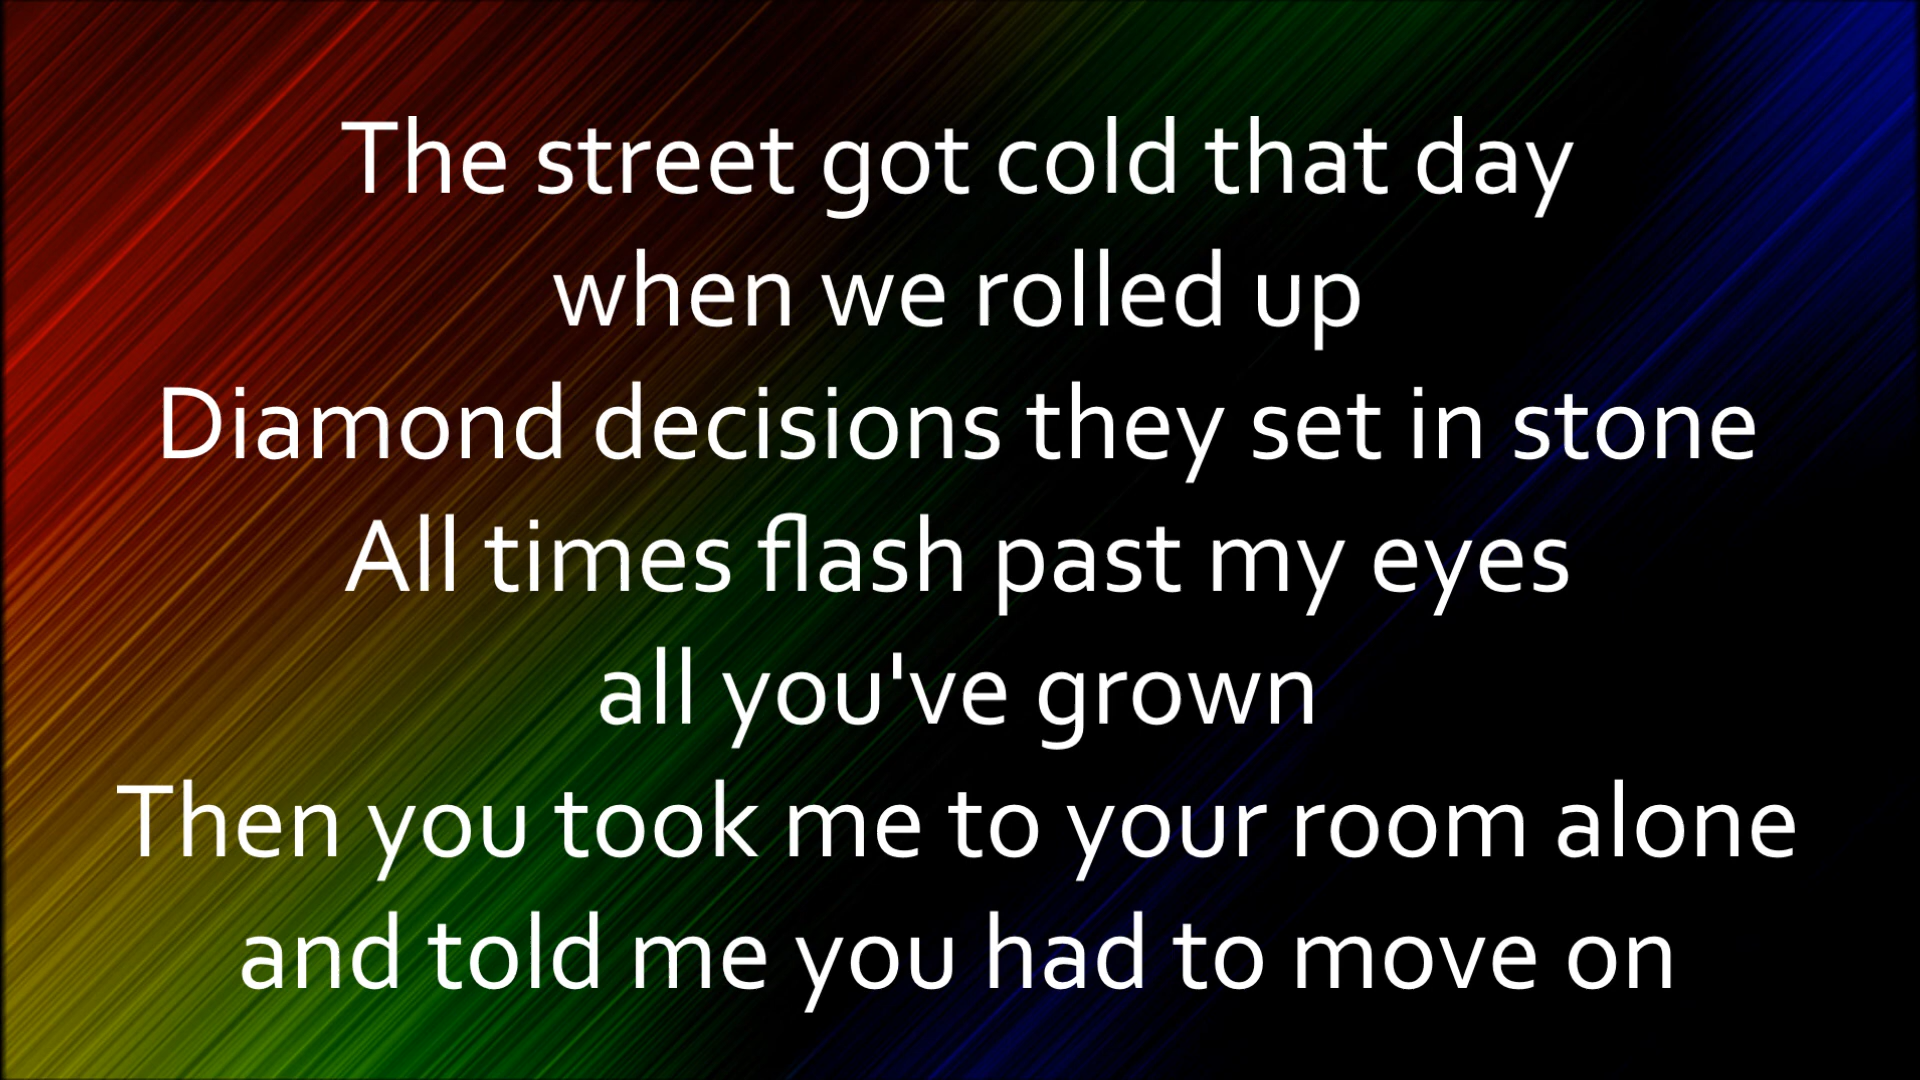 The street got cold that day
when we rolled up
Diamond decisions they set in stone
All times flash past my eyes
all you've grown
Then you took me to your room alone
and told me you had to move on